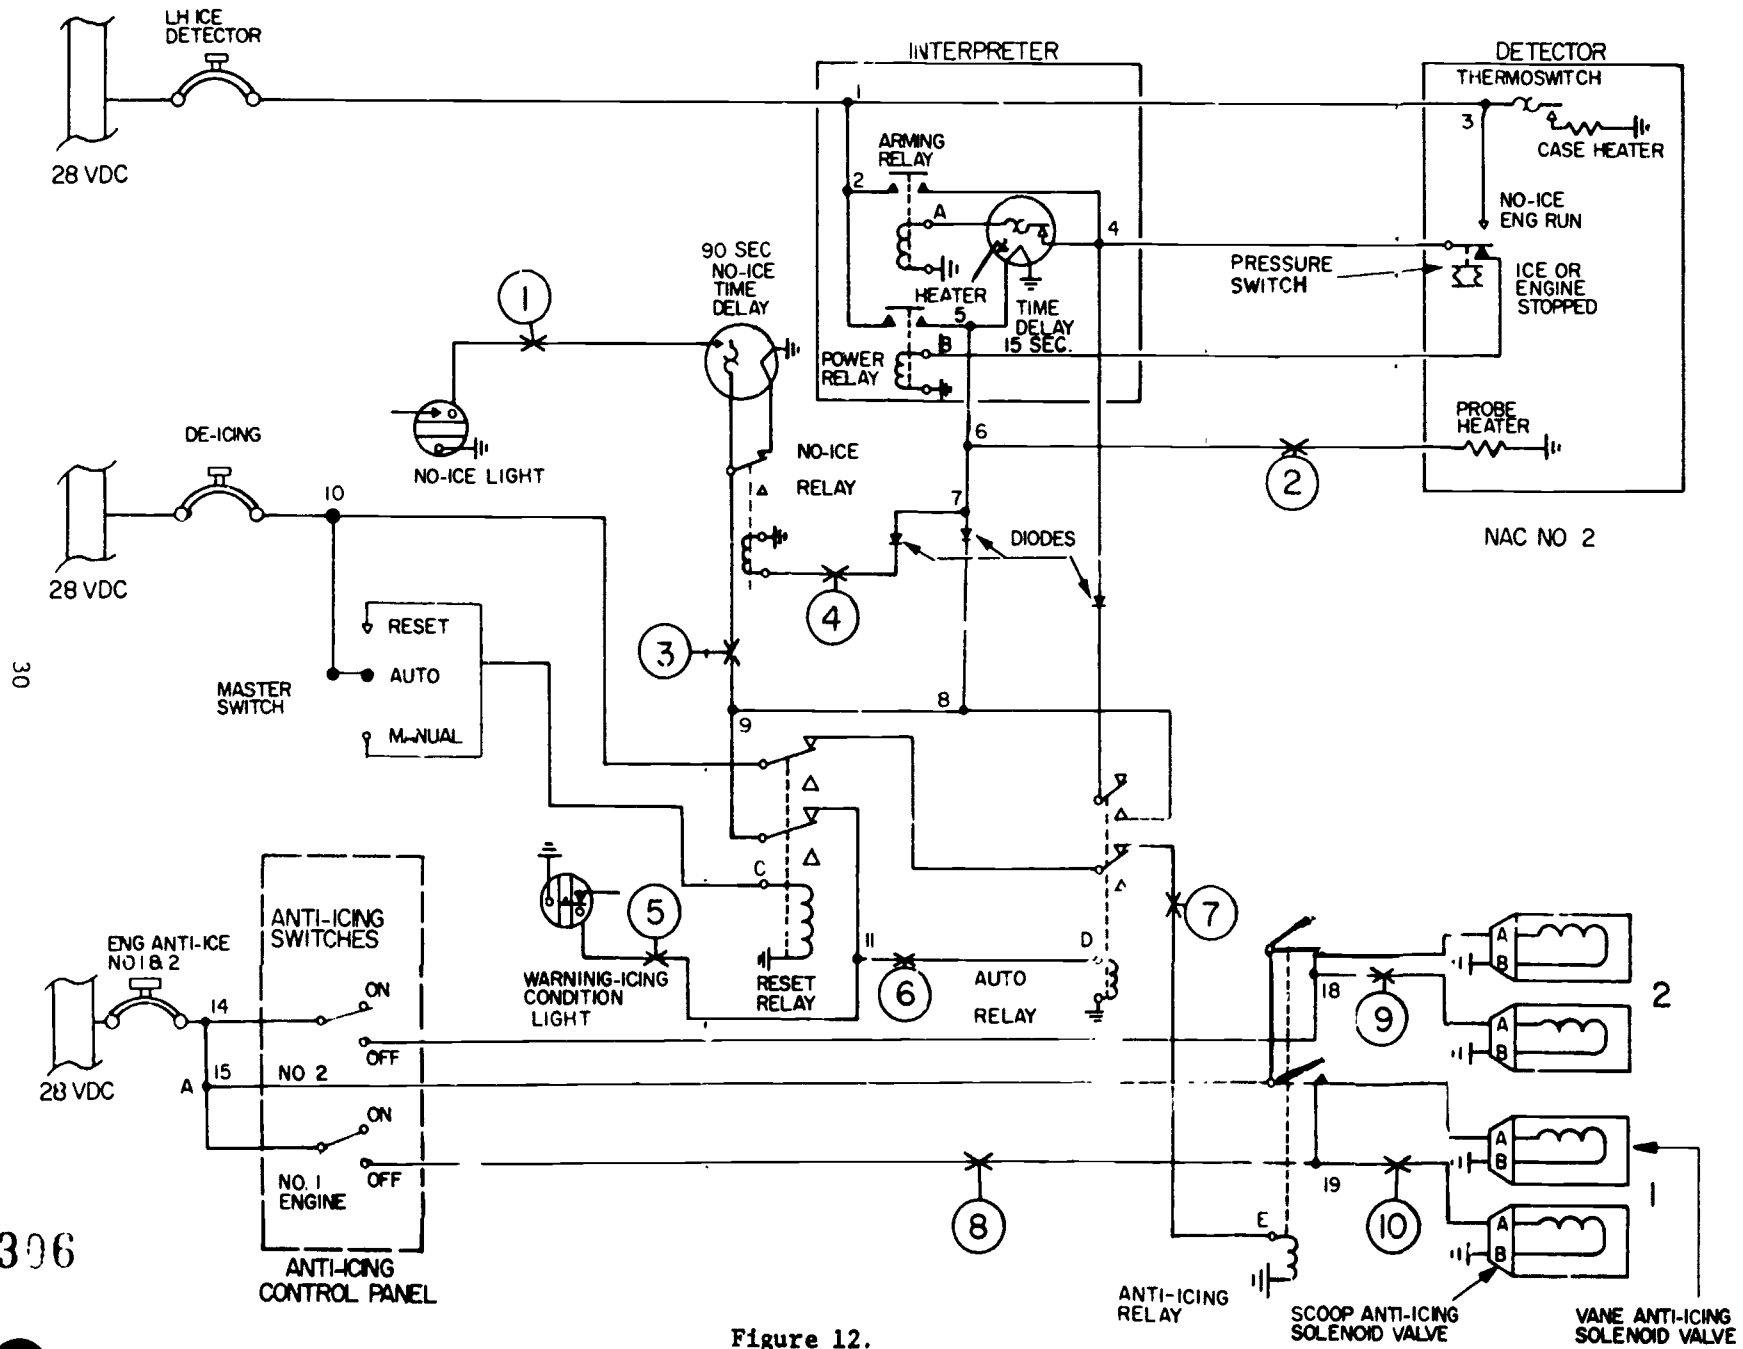 LH ICE
DETECTOR
28 VDC
INTERPRETER
1
ARMING
RELAY
2
A
4
HEATER
5
TIME
DELAY
15 SEC.
B
POWER
RELAY
DETECTOR
THERMOSWITCH
3
CASE HEATER
NO-ICE
ENG RUN
PRESSURE
SWITCH
ICE OR
ENGINE
STOPPED
PROBE
HEATER
NAC NO 2
90 SEC
NO-ICE
TIME
DELAY
1
NO-ICE LIGHT
6
2
NO-ICE
RELAY
7
DIODES
4
3
DE-ICING
10
28 VDC
RESET
AUTO
MANUAL
MASTER
SWITCH
30
8
9
C
5
WARNINIG-ICING
CONDITION
LIGHT
RESET
RELAY
11
6
D
AUTO
RELAY
7
ENG ANTI-ICE
NO 1 & 2
28 VDC
14
15
A
ANTI-ICING
SWITCHES
ON
OFF
NO 2
ON
OFF
NO. 1
ENGINE
ANTI-ICING
CONTROL PANEL
8
18
9
19
10
E
ANTI-ICING
RELAY
A
B
A
B
2
A
B
1
A
B
SCOOP ANTI-ICING
SOLENOID VALVE
VANE ANTI-ICING
SOLENOID VALVE
306
Figure 12.